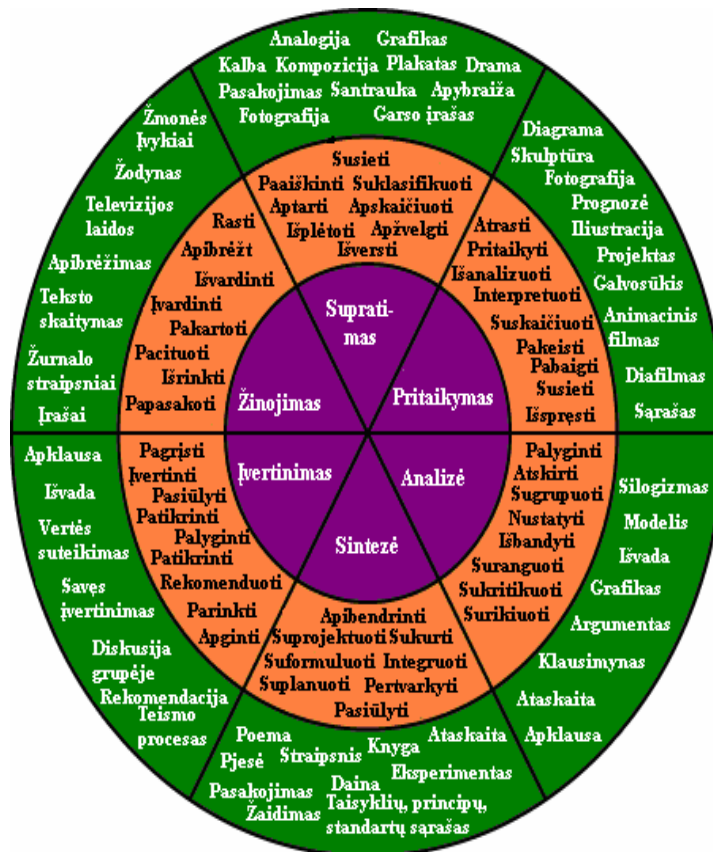 Analogija Grafikas
Kalba Kompozicija Plakatas Drama
Pasakojimas Santrauka Apybraiža
Fotografija Garso įrašas
Susieti
Paaiškinti Suklasifikuoti
Aptarti Apskaičiuoti
Išplėtoti Apžvelgti
Išversti
Suprati-
mas
Diagrama
Skulptūra
Fotografija
Prognozė
Iliustracija
Projektas
Galvosūkis
Animacinis
filmas
Diafilmas
Sąrašas
Atrasti
Pritaikyti
Išanalizuoti
Interpretuoti
Suskaičiuoti
Pakeisti
Pabaigti
Susieti
Išspręsti
Pritaikymas
Silogizmas
Modelis
Išvada
Grafikas
Argumentas
Klausimynas
Ataskaita
Apklausa
Palyginti
Atskirti
Sugrupuoti
Nustatyti
Išbandyti
Suranguoti
Sukritikuoti
Surikiuoti
Analizė
Sintezė
Apibendrinti
Suprojektuoti Sukurti
Suformuluoti Integruoti
Suplanuoti Pertvarkyti
Pasiūlyti
Poema Knyga Ataskaita
Pjesė Straipsnis
Eksperimentas
Pasakojimas Daina
Žaidimas Taisyklių, principų,
standartų sąrašas
Įvertinimas
Pagrįsti
Įvertinti
Pasiūlyti
Patikrinti
Palyginti
Patikrinti
Rekomenduoti
Parinkti
Apginti
Apklausa
Išvada
Vertės
suteikimas
Savęs
įvertinimas
Diskusija
grupėje
Rekomendacija
Teismo
procesas
Žinojimas
Rasti
Apibrėžt
Išvardinti
Įvardinti
Pakartoti
Pacituoti
Išrinkti
Papasakoti
Žmonės
Įvykiai
Žodynas
Televizijos
laidos
Apibrėžimas
Teksto
skaitymas
Žurnalo
straipsniai
Įrašai